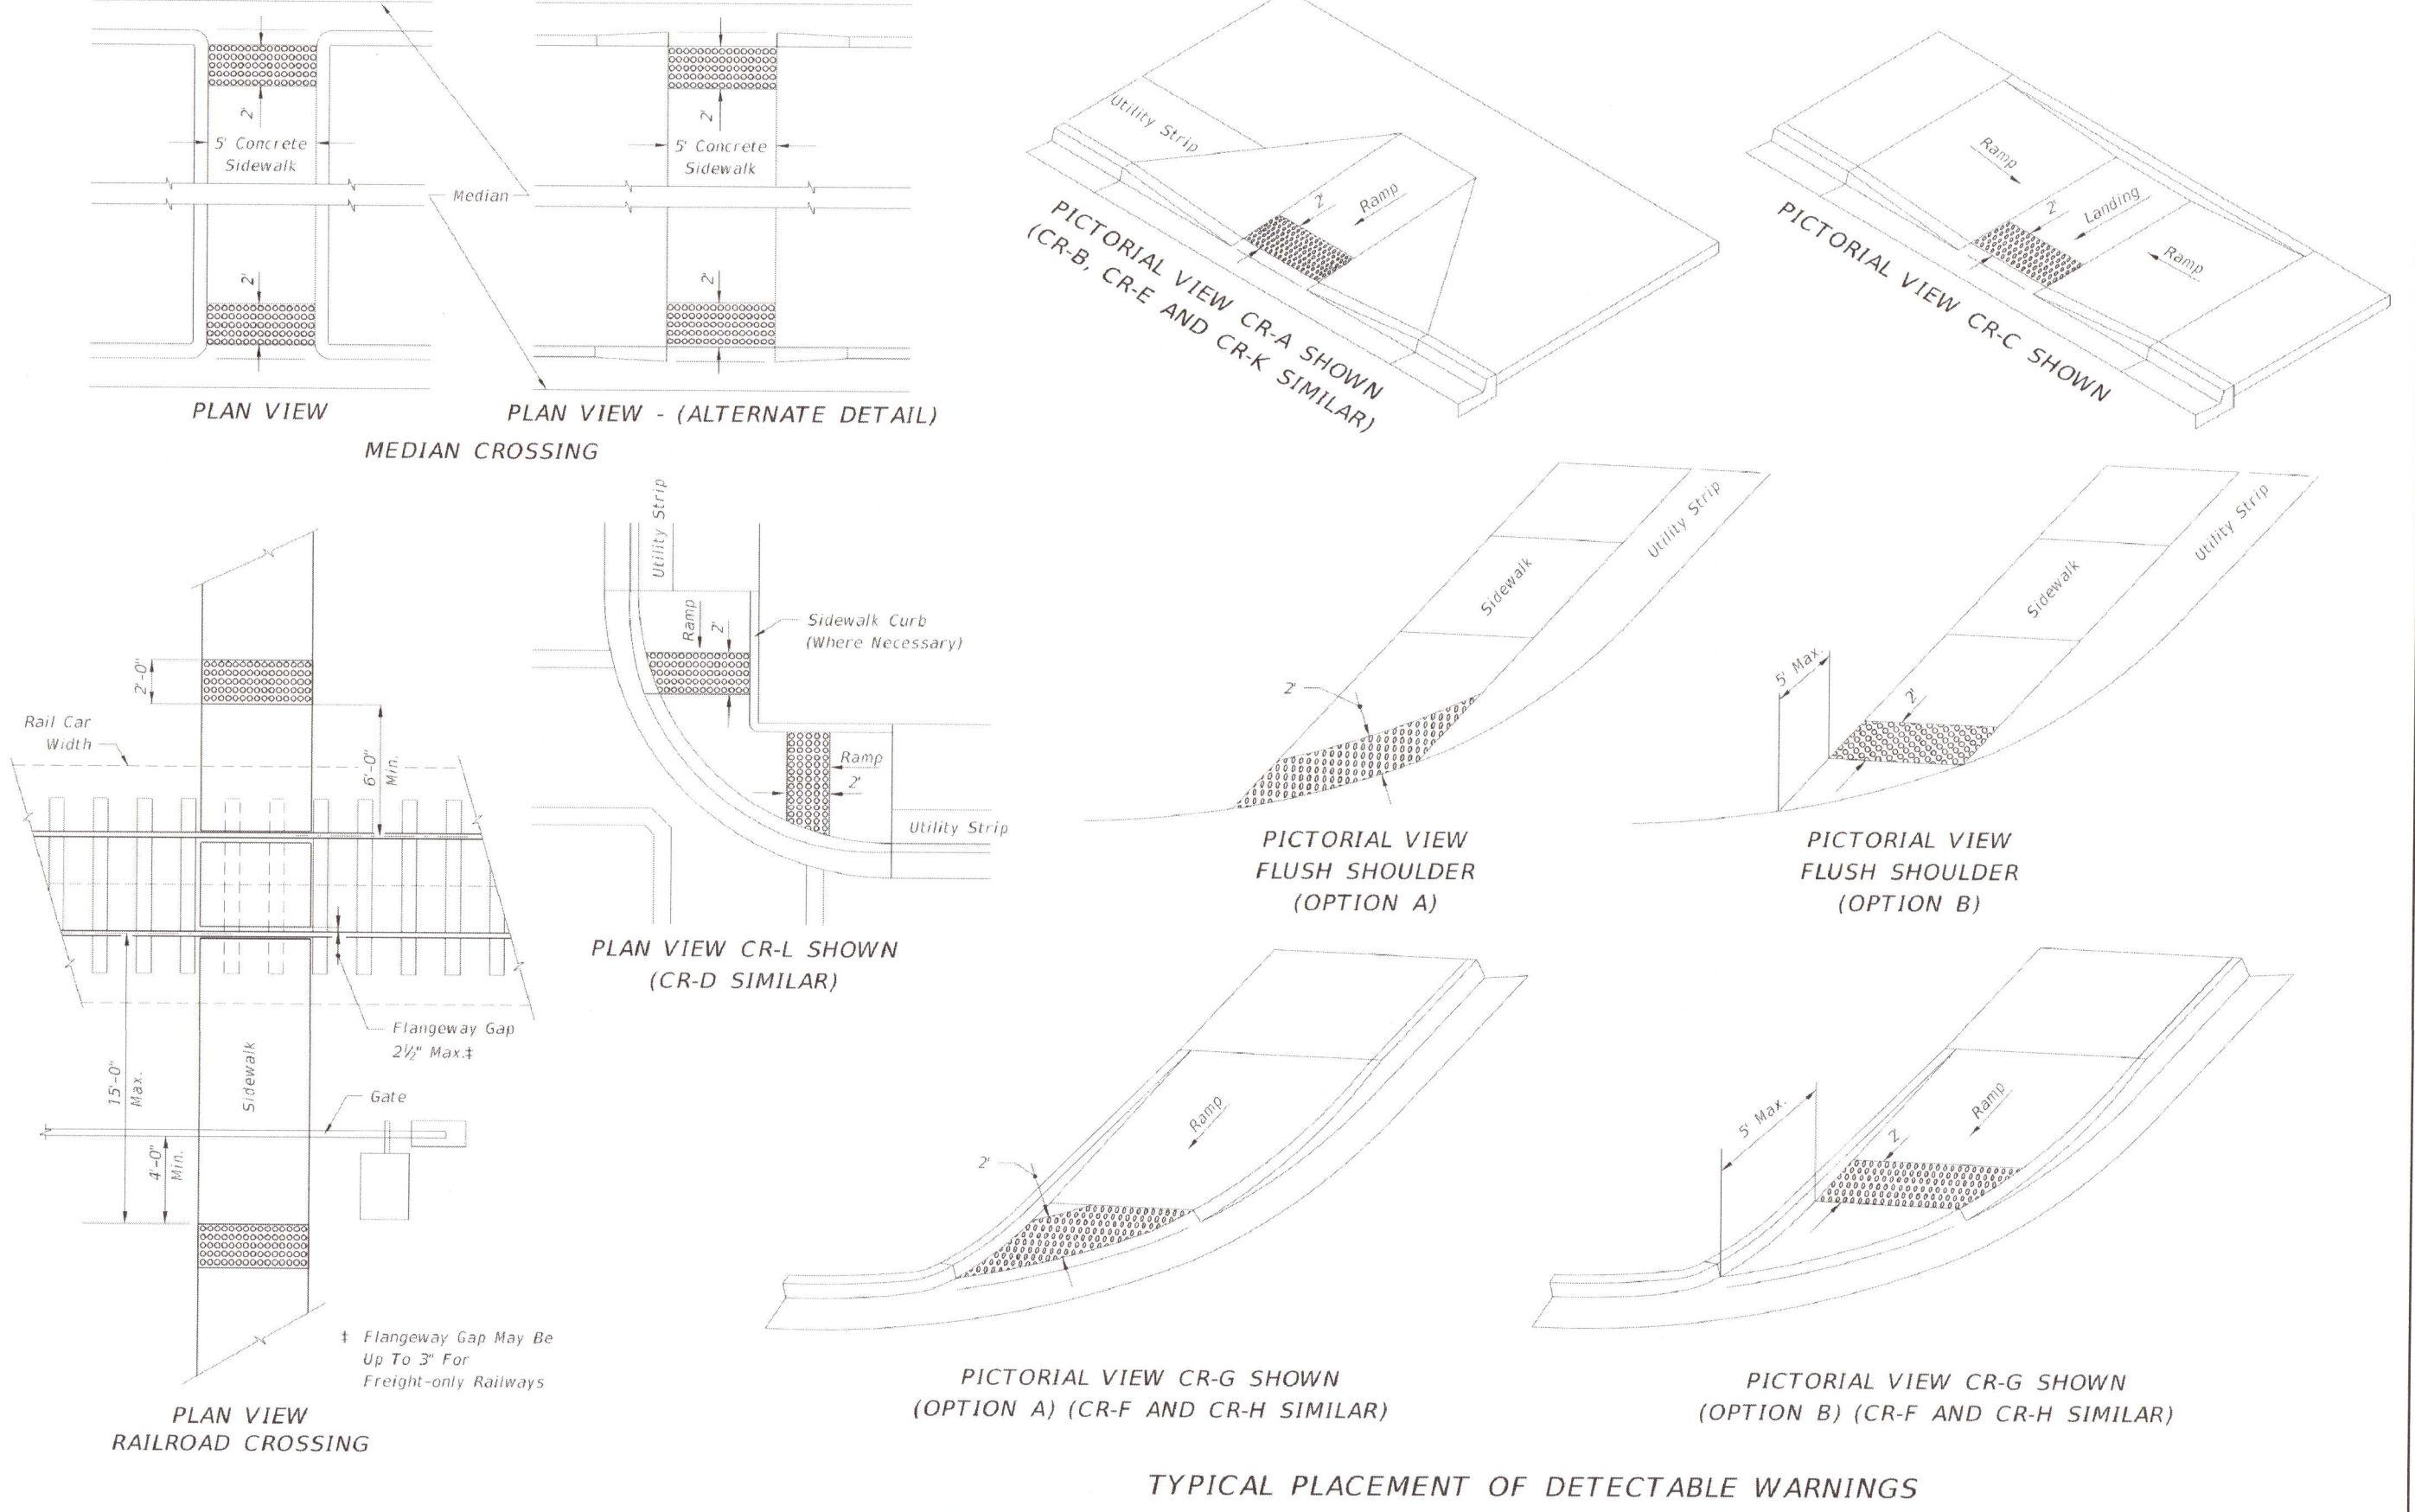 2'
5' Concrete
Sidewalk
2'
PLAN VIEW
2'
5' Concrete
Sidewalk
2'
Median
PLAN VIEW - (ALTERNATE DETAIL)
MEDIAN CROSSING
Utility Strip
2'
Ramp
PICTORIAL VIEW CR-A SHOWN
(CR-B, CR-E AND CR-K SIMILAR)
Ramp
2'
Landing
Ramp
PICTORIAL VIEW CR-C SHOWN
2'-0"
Rail Car
Width
6'-0"
Min.
Flangeway Gap
2½" Max.‡
15'-0"
Max.
Sidewalk
Gate
4'-0"
Min.
‡ Flangeway Gap May Be
Up To 3" For
Freight-only Railways
PLAN VIEW
RAILROAD CROSSING
Utility Strip
Ramp
2'
Sidewalk Curb
(Where Necessary)
Ramp
2'
Utility Strip
PLAN VIEW CR-L SHOWN
(CR-D SIMILAR)
Utility Strip
Sidewalk
2'
PICTORIAL VIEW
FLUSH SHOULDER
(OPTION A)
Utility Strip
Sidewalk
5' Max.
2'
PICTORIAL VIEW
FLUSH SHOULDER
(OPTION B)
Ramp
2'
PICTORIAL VIEW CR-G SHOWN
(OPTION A) (CR-F AND CR-H SIMILAR)
5' Max.
Ramp
2'
PICTORIAL VIEW CR-G SHOWN
(OPTION B) (CR-F AND CR-H SIMILAR)
TYPICAL PLACEMENT OF DETECTABLE WARNINGS